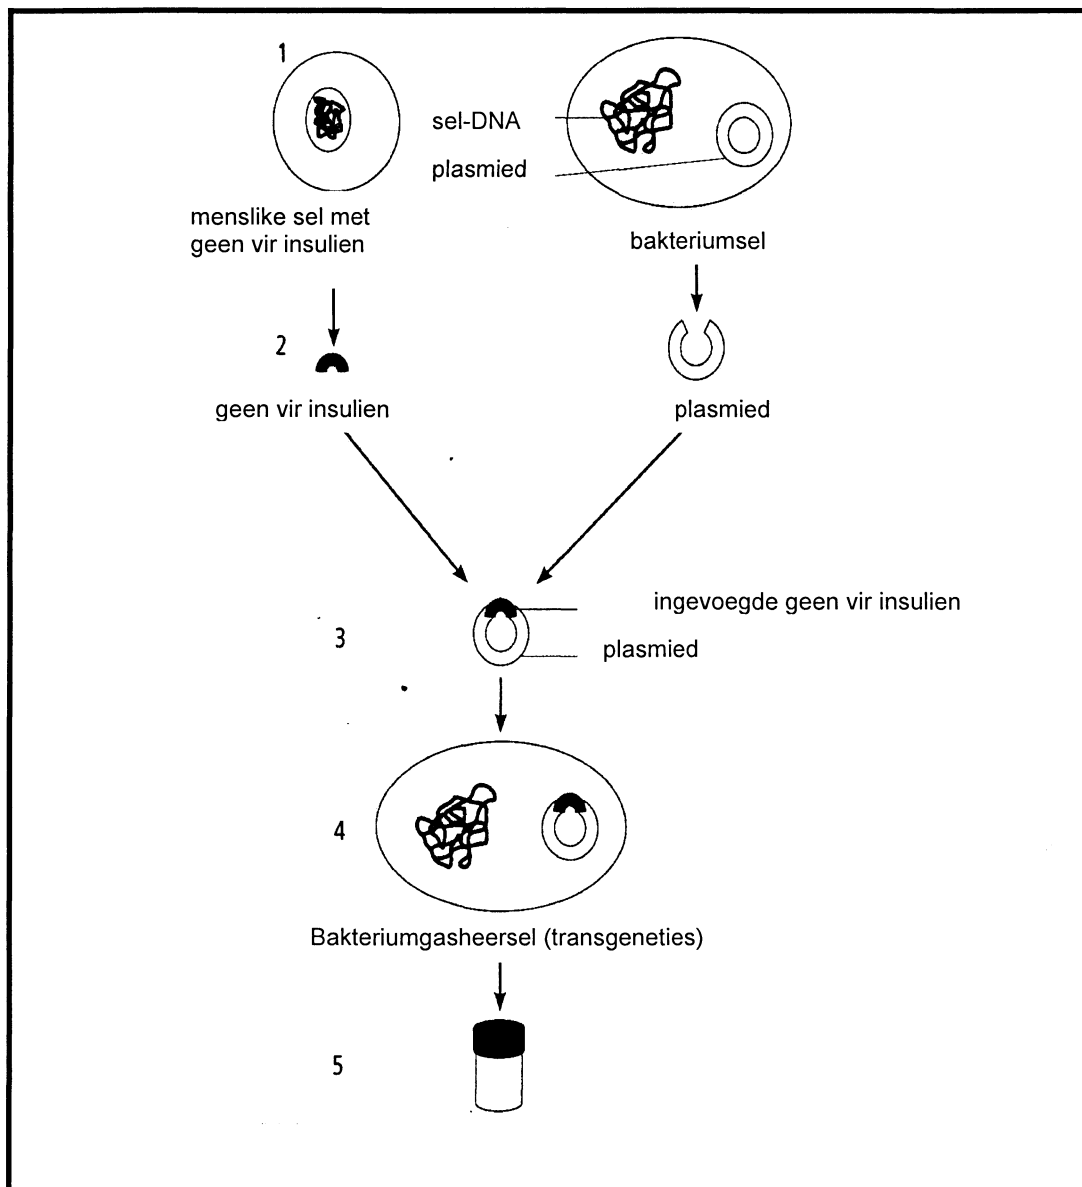 1
sel-DNA
plasmied
menslike sel met
geen vir insulien
bakteriumsel
2
geen vir insulien
plasmied
ingevoegde geen vir insulien
3
plasmied
4
Bakteriumgasheersel (transgeneties)
5